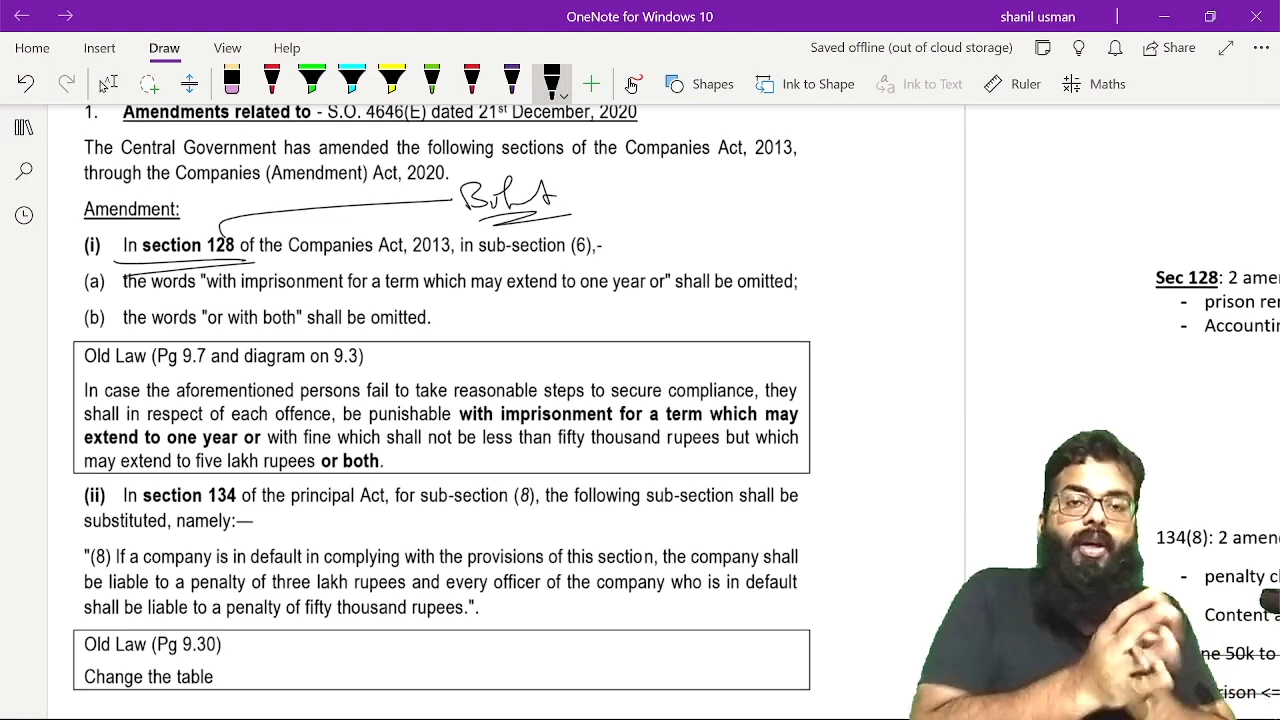 OneNote for Windows 10
shanil usman
Home Insert Draw View Help
Saved offline (out of cloud storage) Share
Shapes Ink to Shape Ink to Text Ruler Maths
1. Amendments related to - S.O. 4646(E) dated 21st December, 2020
The Central Government has amended the following sections of the Companies Act, 2013,
through the Companies (Amendment) Act, 2020.
Amendment:
(i) In section 128 of the Companies Act, 2013, in sub-section (6),-
(a) the words "with imprisonment for a term which may extend to one year or" shall be omitted;
(b) the words "or with both" shall be omitted.
Old Law (Pg 9.7 and diagram on 9.3)
In case the aforementioned persons fail to take reasonable steps to secure compliance, they
shall in respect of each offence, be punishable with imprisonment for a term which may
extend to one year or with fine which shall not be less than fifty thousand rupees but which
may extend to five lakh rupees or both.
(ii) In section 134 of the principal Act, for sub-section (8), the following sub-section shall be
substituted, namely:—
"(8) If a company is in default in complying with the provisions of this section, the company shall
be liable to a penalty of three lakh rupees and every officer of the company who is in default
shall be liable to a penalty of fifty thousand rupees.".
Old Law (Pg 9.30)
Change the table
Sec 128: 2 amen
- prison re
- Accountin
134(8): 2 amen
- penalty c
Content a
ne 50k to
rison <=